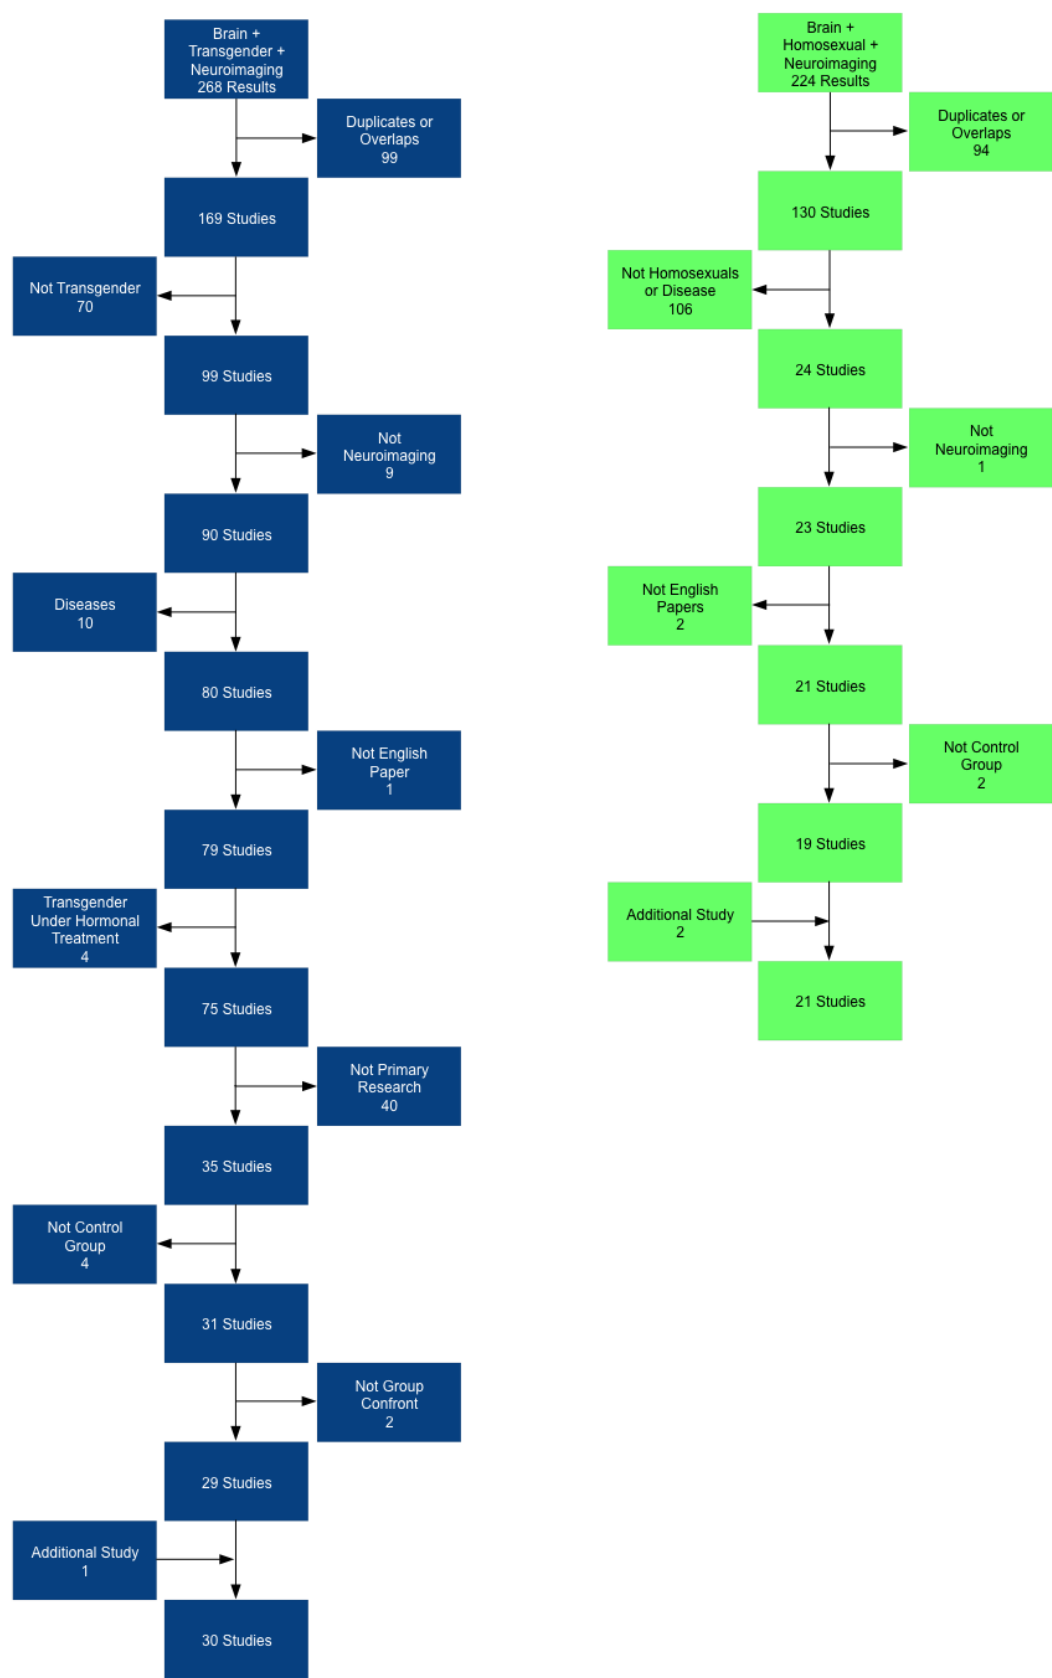 Brain +
Transgender +
Neuroimaging
268 Results
Duplicates or
Overlaps
99
169 Studies
Not Transgender
70
99 Studies
Not
Neuroimaging
9
90 Studies
Diseases
10
80 Studies
Not English
Paper
1
79 Studies
Transgender
Under Hormonal
Treatment
4
75 Studies
Not Primary
Research
40
35 Studies
Not Control
Group
4
31 Studies
Not Group
Confront
2
29 Studies
Additional Study
1
30 Studies
Brain +
Homosexual +
Neuroimaging
224 Results
Duplicates or
Overlaps
94
130 Studies
Not Homosexuals
or Disease
106
24 Studies
Not
Neuroimaging
1
23 Studies
Not English
Papers
2
21 Studies
Not Control
Group
2
19 Studies
Additional Study
2
21 Studies